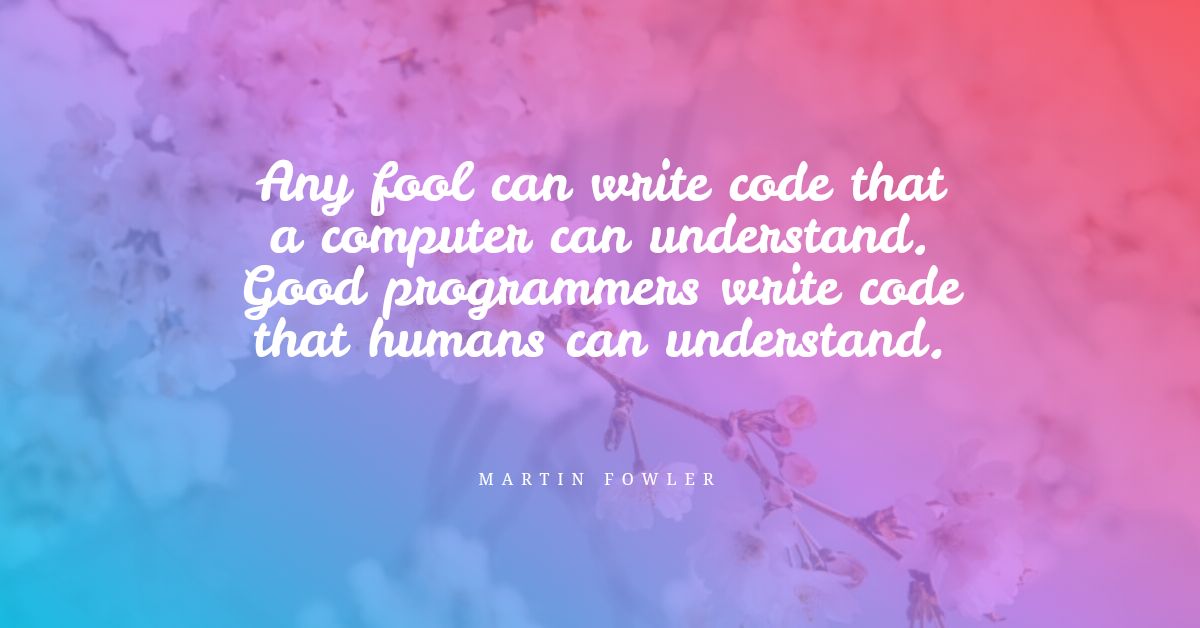 Any fool can write code that
a computer can understand.
Good programmers write code
that humans can understand.
MARTIN FOWLER